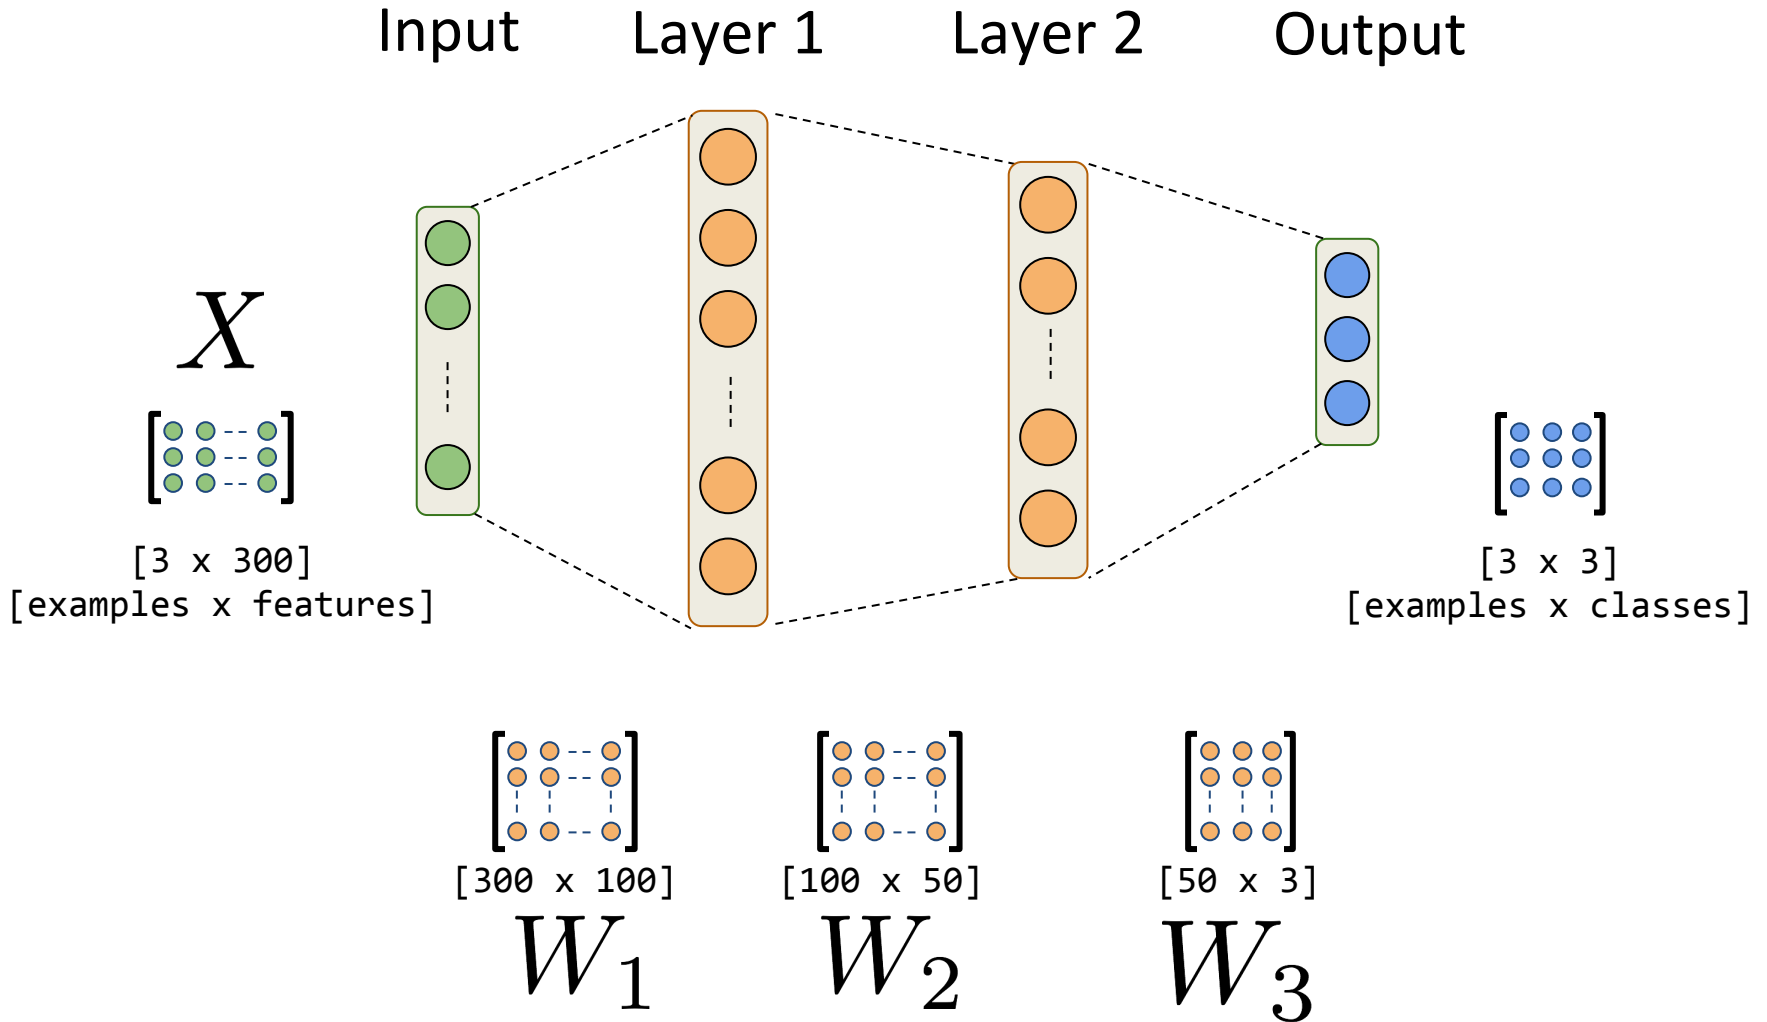 Input
Layer 1
Layer 2
Output
X
[3 x 300]
[examples x features]
[3 x 3]
[examples x classes]
[300 x 100]
[100 x 50]
[50 x 3]
W₁
W₂
W₃